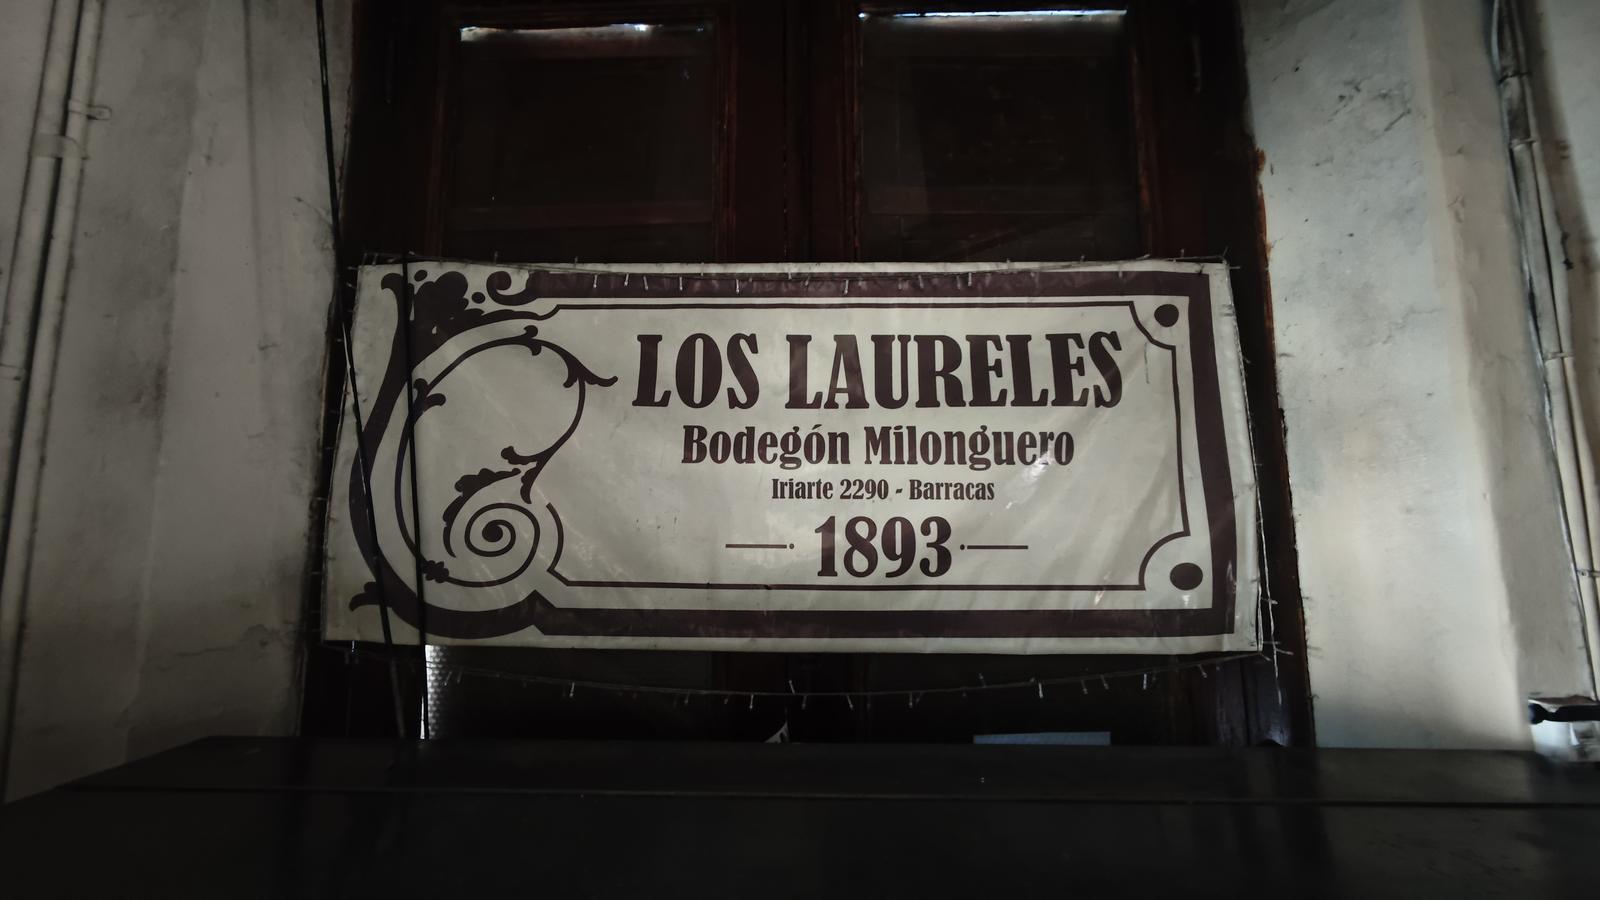 LOS LAURELES
Bodegón Milonguero
Iriarte 2290 - Barracas
1893